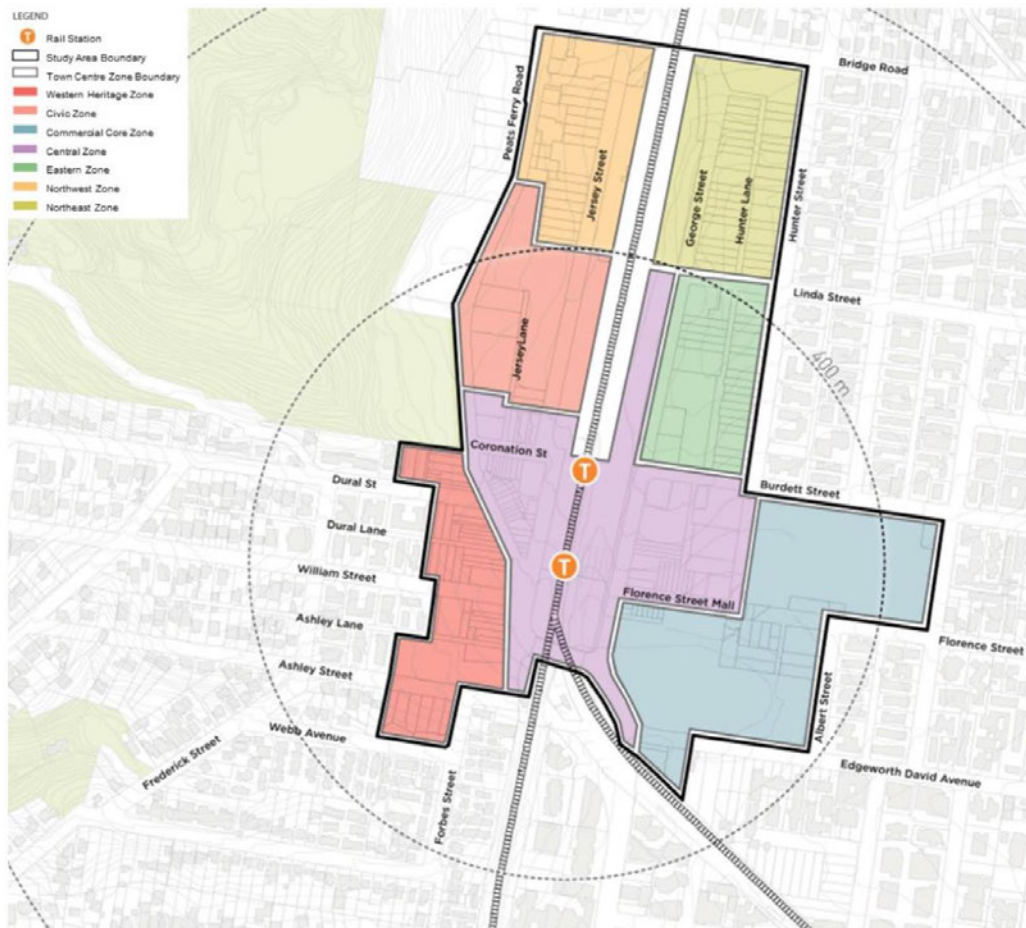 LEGEND
T Rail Station
Study Area Boundary
Town Centre Zone Boundary
Western Heritage Zone
Civic Zone
Commercial Core Zone
Central Zone
Eastern Zone
Northwest Zone
Northeast Zone
Bridge Road
Peats Ferry Road
Jersey Street
George Street
Hunter Lane
Hunter Street
Linda Street
JerseyLane
400 m
Coronation St
T
Dural St
Burdett Street
Dural Lane
T
William Street
Florence Street Mall
Ashley Lane
Florence Street
Ashley Street
Albert Street
Webb Avenue
Frederick Street
Edgeworth David Avenue
Forbes Street